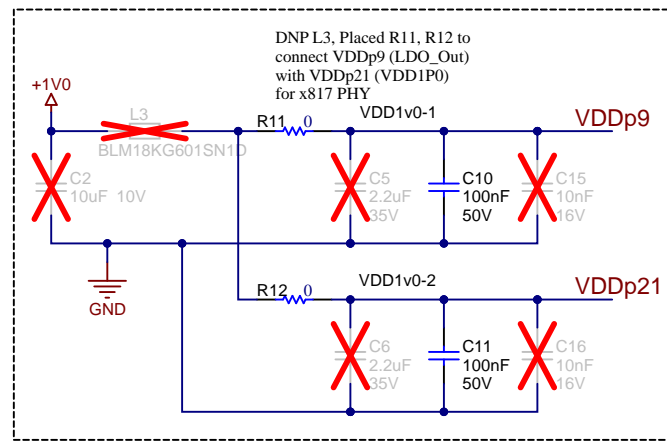 DNP L3, Placed R11, R12 to
connect VDDp9 (LDO_Out)
with VDDp21 (VDD1P0)
for x817 PHY
+1V0
L3
BLM18KG601SN1D
R11 0
VDD1v0-1
VDDp9
C2
10uF 10V
C5
2.2uF
35V
C10
100nF
50V
C15
10nF
16V
GND
R12 0
VDD1v0-2
VDDp21
C6
2.2uF
35V
C11
100nF
50V
C16
10nF
16V